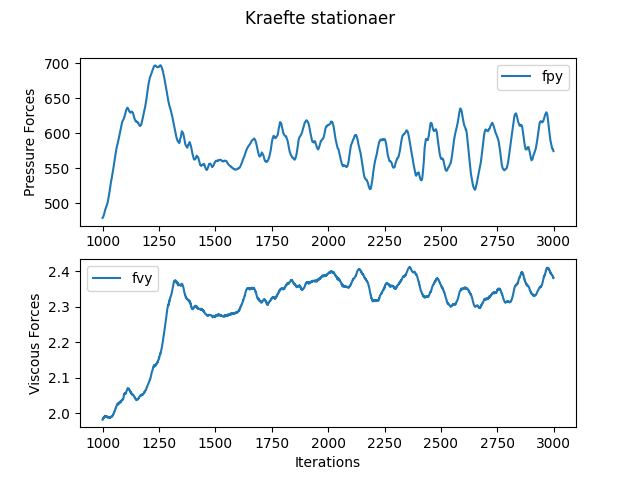 Kraefte stationaer
700
650
600
550
500
Pressure Forces
fpy
1000 1250 1500 1750 2000 2250 2500 2750 3000
2.4
2.3
2.2
2.1
2.0
Viscous Forces
fvy
1000 1250 1500 1750 2000 2250 2500 2750 3000
Iterations